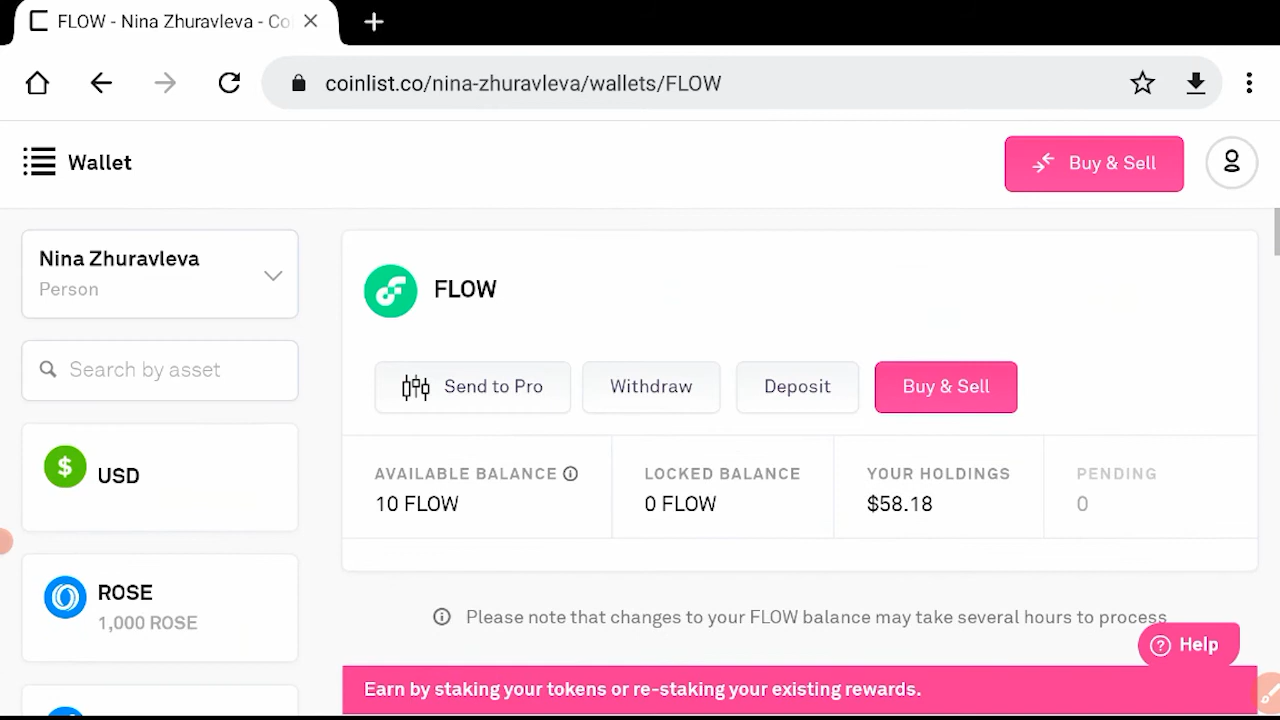 FLOW - Nina Zhuravleva - Co
coinlist.co/nina-zhuravleva/wallets/FLOW
Wallet
Buy & Sell
Nina Zhuravleva
Person
Search by asset
USD
ROSE
1,000 ROSE
FLOW
Send to Pro
Withdraw
Deposit
Buy & Sell
AVAILABLE BALANCE
10 FLOW
LOCKED BALANCE
0 FLOW
YOUR HOLDINGS
$58.18
PENDING
0
Please note that changes to your FLOW balance may take several hours to process
Help
Earn by staking your tokens or re-staking your existing rewards.